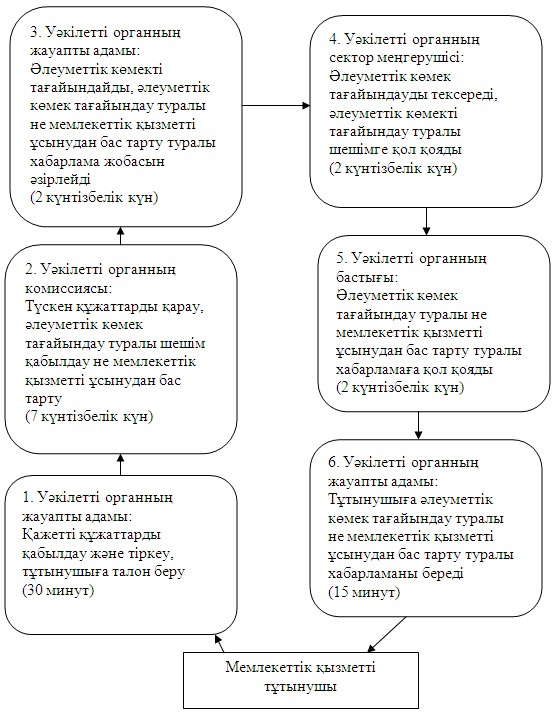 3. Уәкілетті органның
жауапты адамы:
Әлеуметтік көмекті
тағайындайды, әлеуметтік
көмек тағайындау туралы
не мемлекеттік қызметті
ұсынудан бас тарту туралы
хабарлама жобасын
әзірлейді
(2 күнтізбелік күн)
4. Уәкілетті органның
сектор меңгерушісі:
Әлеуметтік көмек
тағайындауды тексереді,
әлеуметтік көмекті
тағайындау туралы
шешімге қол қояды
(2 күнтізбелік күн)
2. Уәкілетті органның
комиссиясы:
Түскен құжаттарды қарау,
әлеуметтік көмек
тағайындау туралы шешім
қабылдау не мемлекеттік
қызметті ұсынудан бас
тарту
(7 күнтізбелік күн)
5. Уәкілетті органның
бастығы:
Әлеуметтік көмек
тағайындау туралы не
мемлекеттік қызметті
ұсынудан бас тарту туралы
хабарламаға қол қояды
(2 күнтізбелік күн)
1. Уәкілетті органның
жауапты адамы:
Қажетті құжаттарды
қабылдау және тіркеу,
тұтынушыға талон беру
(30 минут)
6. Уәкілетті органның
жауапты адамы:
Тұтынушыға әлеуметтік
көмек тағайындау туралы
не мемлекеттік қызметті
ұсынудан бас тарту туралы
хабарламаны береді
(15 минут)
Мемлекеттік қызметті
тұтынушы